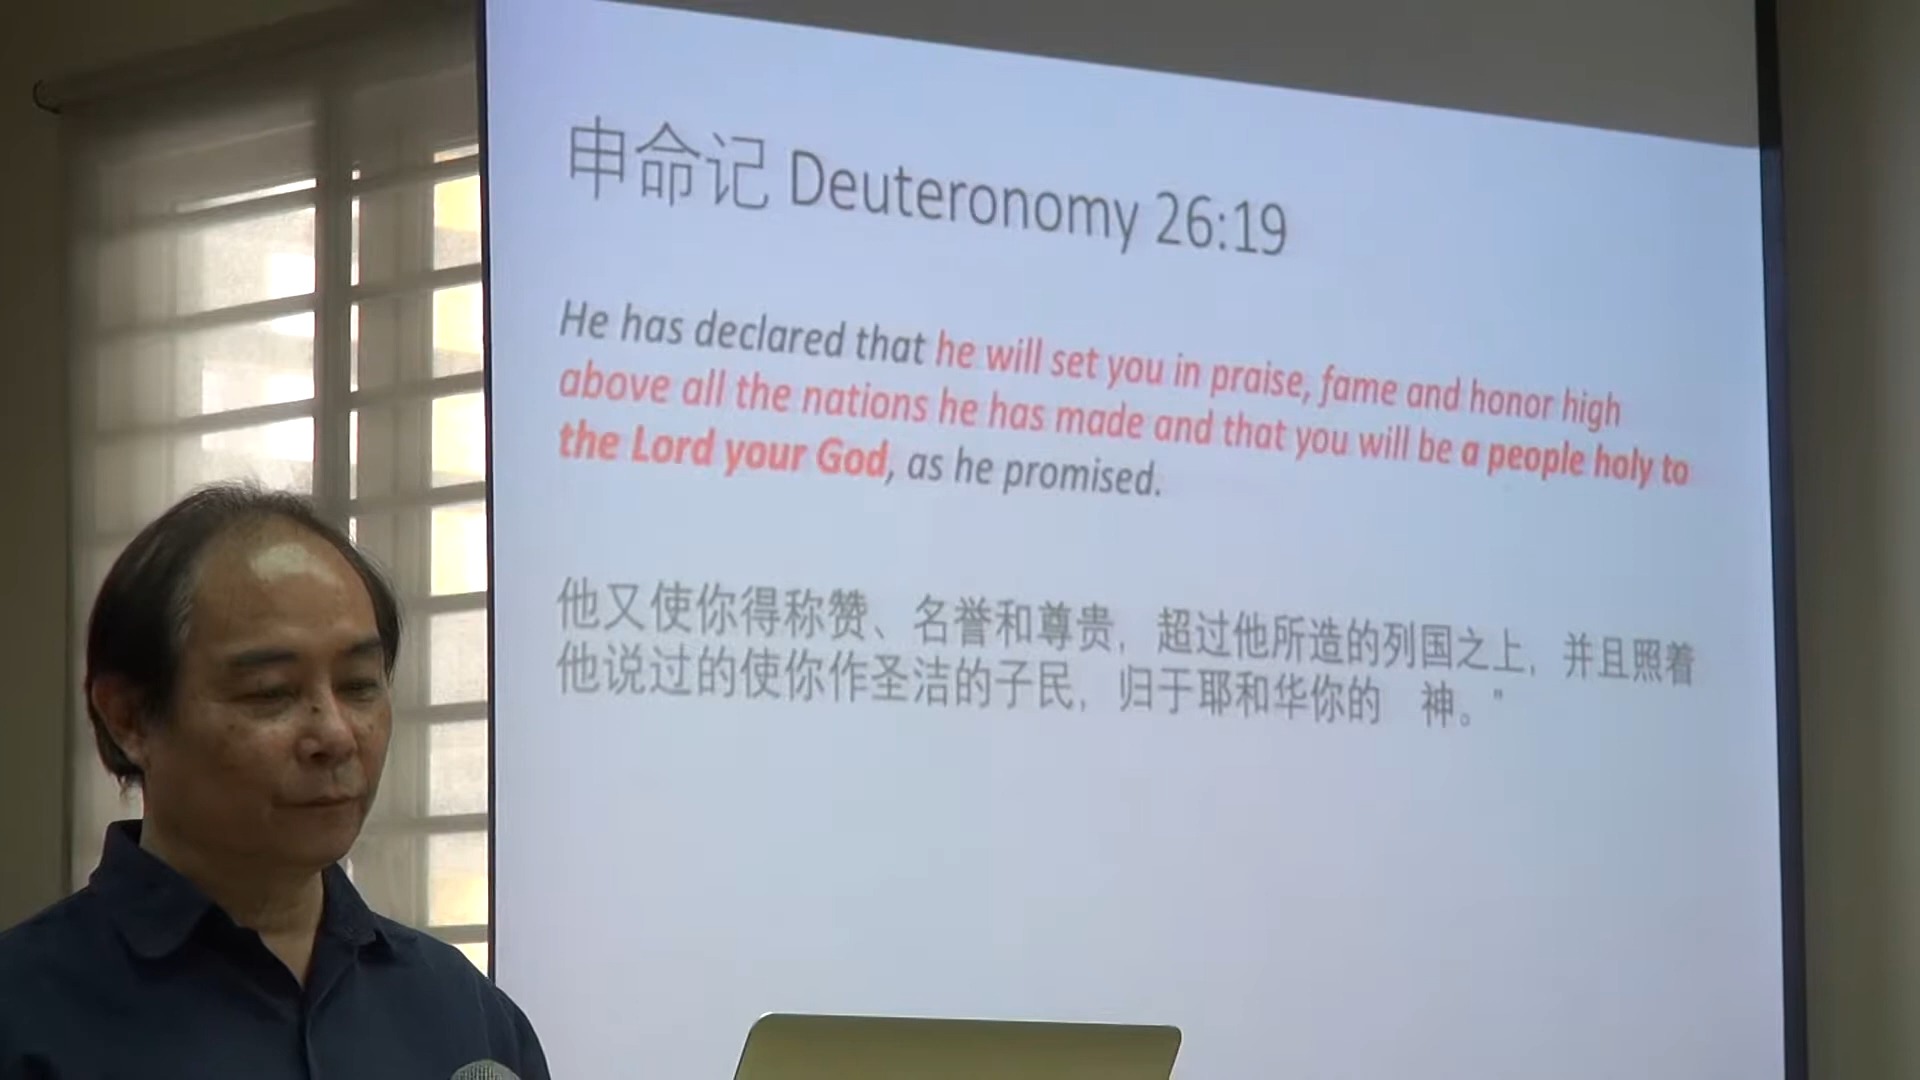 申命记 Deuteronomy 26:19
He has declared that he will set you in praise, fame and honor high
above all the nations he has made and that you will be a people holy to
the Lord your God, as he promised.
他又使你得称赞、名誉和尊贵，超过他所造的列国之上，并且照着
他说过的使你作圣洁的子民，归于耶和华你的　神。”